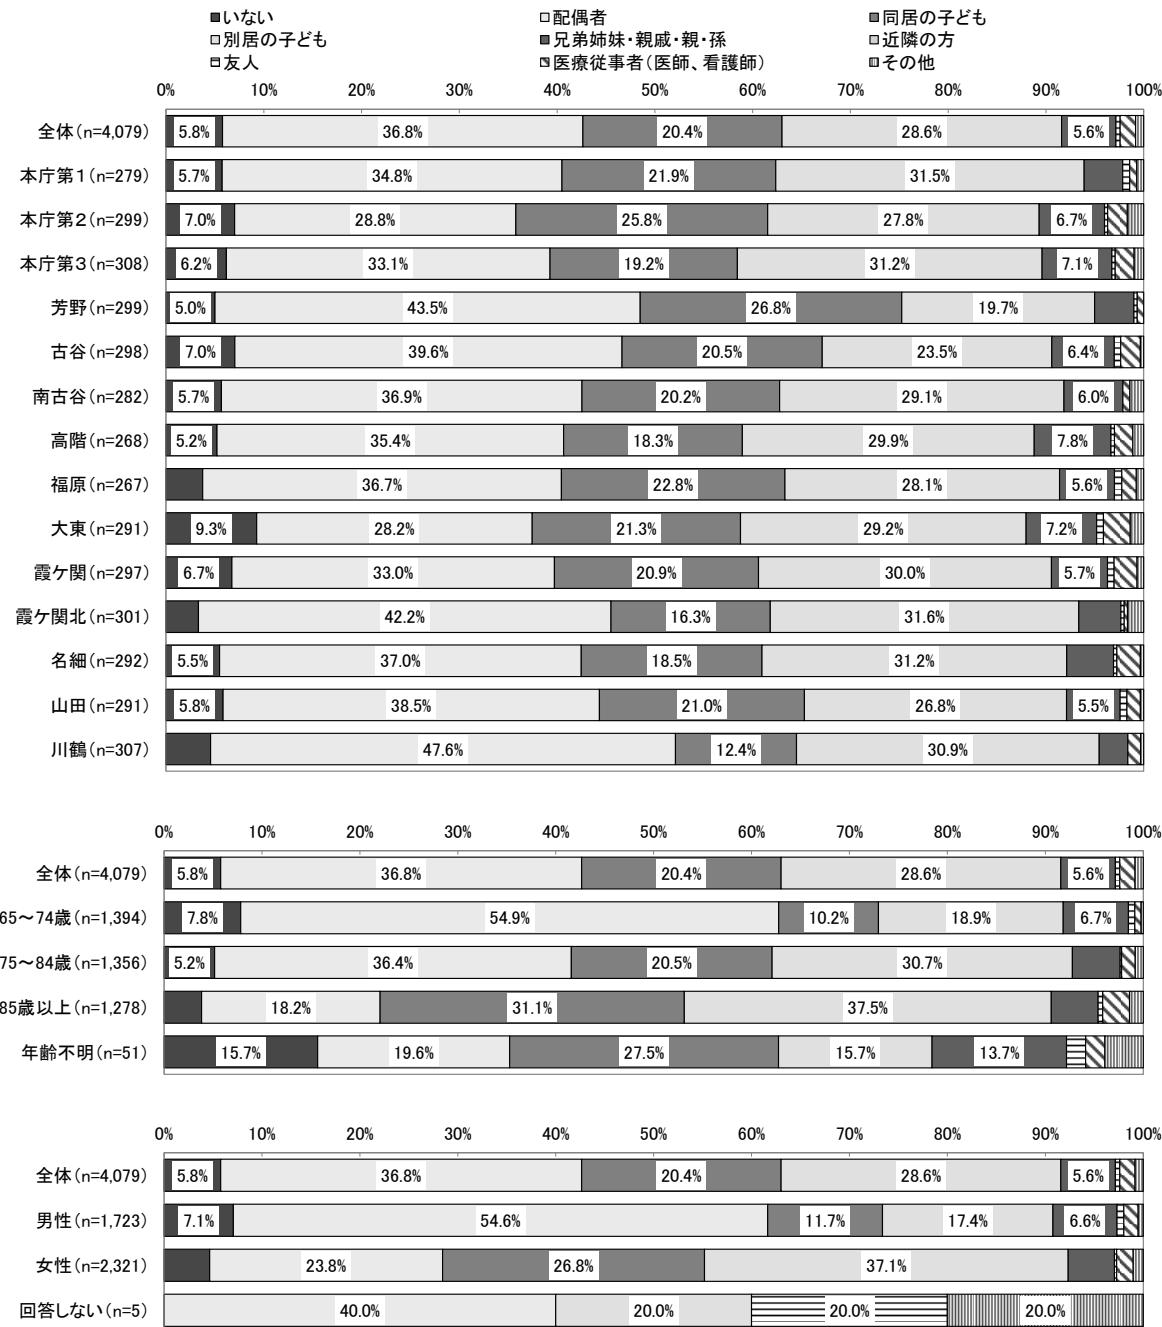 ■いない □配偶者 ■同居の子ども
□別居の子ども ■兄弟姉妹・親戚・親・孫 □近隣の方
友人 医療従事者（医師、看護師） その他
0% 10% 20% 30% 40% 50% 60% 70% 80% 90% 100%
全体（n=4,079） 5.8% 36.8% 20.4% 28.6% 5.6%
本庁第１（n=279） 5.7% 34.8% 21.9% 31.5%
本庁第２（n=299） 7.0% 28.8% 25.8% 27.8% 6.7%
本庁第３（n=308） 6.2% 33.1% 19.2% 31.2% 7.1%
芳野（n=299） 5.0% 43.5% 26.8% 19.7%
古谷（n=298） 7.0% 39.6% 20.5% 23.5% 6.4%
南古谷（n=282） 5.7% 36.9% 20.2% 29.1% 6.0%
高階（n=268） 5.2% 35.4% 18.3% 29.9% 7.8%
福原（n=267） 36.7% 22.8% 28.1% 5.6%
大東（n=291） 9.3% 28.2% 21.3% 29.2% 7.2%
霞ケ関（n=297） 6.7% 33.0% 20.9% 30.0% 5.7%
霞ケ関北（n=301） 42.2% 16.3% 31.6%
名細（n=292） 5.5% 37.0% 18.5% 31.2%
山田（n=291） 5.8% 38.5% 21.0% 26.8% 5.5%
川鶴（n=307） 47.6% 12.4% 30.9%
0% 10% 20% 30% 40% 50% 60% 70% 80% 90% 100%
全体（n=4,079） 5.8% 36.8% 20.4% 28.6% 5.6%
65～74歳（n=1,394） 7.8% 54.9% 10.2% 18.9% 6.7%
75～84歳（n=1,356） 5.2% 36.4% 20.5% 30.7%
85歳以上（n=1,278） 18.2% 31.1% 37.5%
年齢不明（n=51） 15.7% 19.6% 27.5% 15.7% 13.7%
0% 10% 20% 30% 40% 50% 60% 70% 80% 90% 100%
全体（n=4,079） 5.8% 36.8% 20.4% 28.6% 5.6%
男性（n=1,723） 7.1% 54.6% 11.7% 17.4% 6.6%
女性（n=2,321） 23.8% 26.8% 37.1%
回答しない（n=5） 40.0% 20.0% 20.0% 20.0%